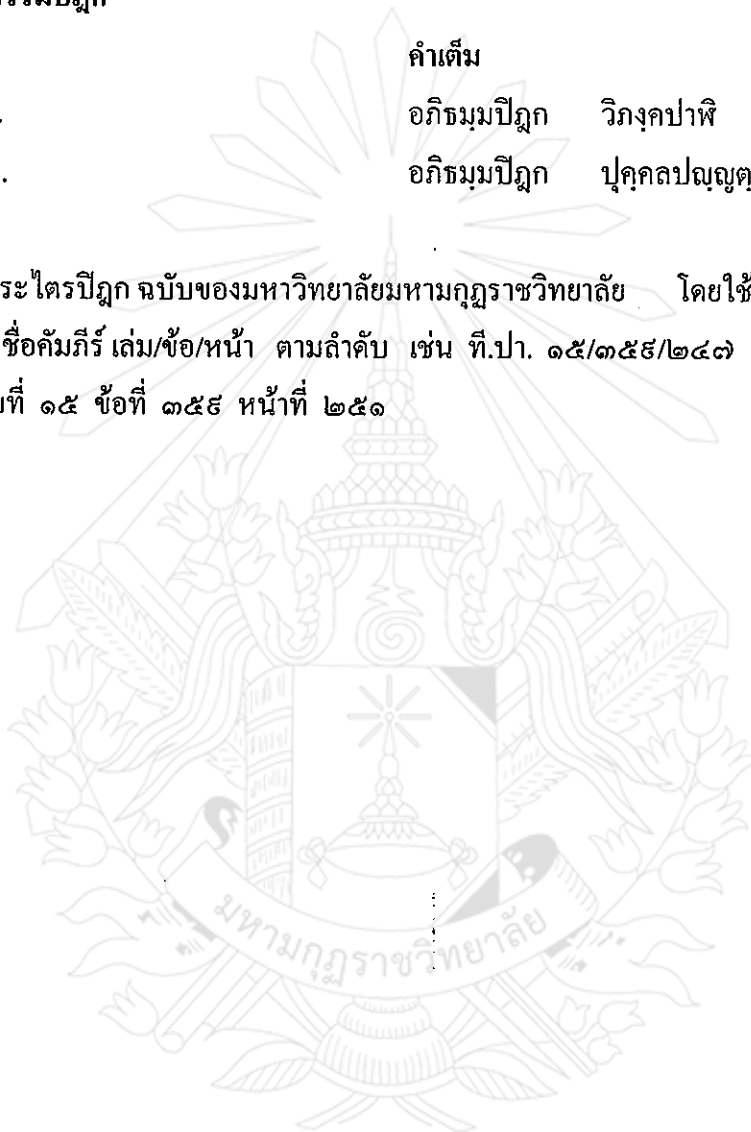 คำเต็ม
อภิธมฺมปิฎก วิภงฺคปาฬิ
อภิธมฺมปิฎก ปุคฺคลปญฺญตฺ
ระไตรปิฎก ฉบับของมหาวิทยาลัยมหามกุฏราชวิทยาลัย โดยใช้
ชื่อคัมภีร์ เล่ม/ข้อ/หน้า ตามลำดับ เช่น ที.ปา. ๑๕/๓๕๙/๒๔๗
ที่ ๑๕ ข้อที่ ๓๕๙ หน้าที่ ๒๕๑
มหามกุฏราชวิทยาลัย